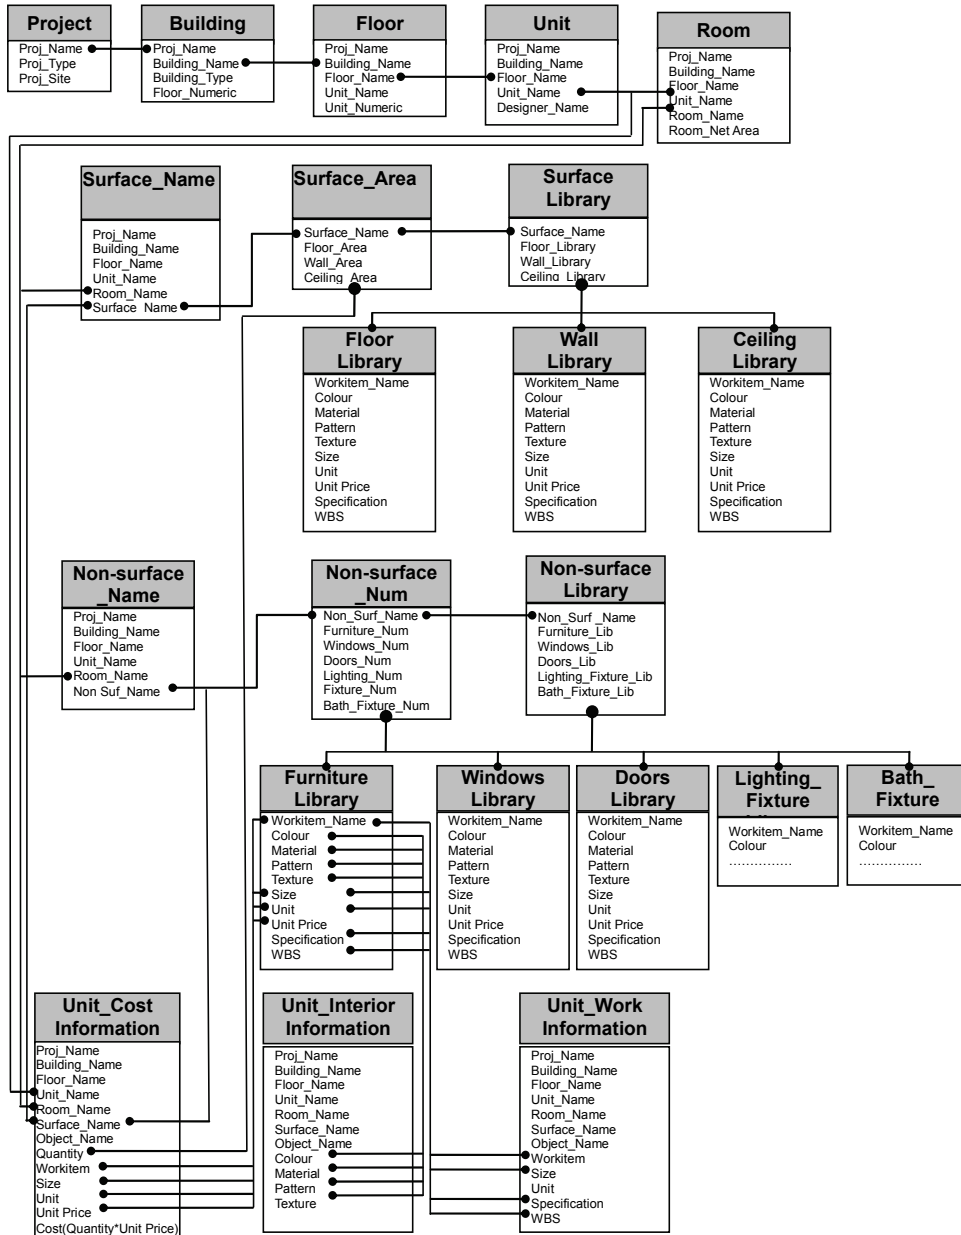 Project
Proj_Name
Proj_Type
Proj_Site
Building
Proj_Name
Building_Name
Building_Type
Floor_Numeric
Floor
Proj_Name
Building_Name
Floor_Name
Unit_Name
Unit_Numeric
Unit
Proj_Name
Building_Name
Floor_Name
Unit_Name
Designer_Name
Room
Proj_Name
Building_Name
Floor_Name
Unit_Name
Room_Name
Room_Net Area
Surface_Name
Proj_Name
Building_Name
Floor_Name
Unit_Name
Room_Name
Surface_Name
Surface_Area
Surface_Name
Floor_Area
Wall_Area
Ceiling_Area
Surface
Library
Surface_Name
Floor_Library
Wall_Library
Ceiling_Library
Floor
Library
Workitem_Name
Colour
Material
Pattern
Texture
Size
Unit
Unit Price
Specification
WBS
Wall
Library
Workitem_Name
Colour
Material
Pattern
Texture
Size
Unit
Unit Price
Specification
WBS
Ceiling
Library
Workitem_Name
Colour
Material
Pattern
Texture
Size
Unit
Unit Price
Specification
WBS
Non-surface
_Name
Proj_Name
Building_Name
Floor_Name
Unit_Name
Room_Name
Non Suf_Name
Non-surface
_Num
Non_Surf_Name
Furniture_Num
Windows_Num
Doors_Num
Lighting_Num
Fixture_Num
Bath_Fixture_Num
Non-surface
Library
Non_Surf _Name
Furniture_Lib
Windows_Lib
Doors_Lib
Lighting_Fixture_Lib
Bath_Fixture_Lib
Furniture
Library
Workitem_Name
Colour
Material
Pattern
Texture
Size
Unit
Unit Price
Specification
WBS
Windows
Library
Workitem_Name
Colour
Material
Pattern
Texture
Size
Unit
Unit Price
Specification
WBS
Doors
Library
Workitem_Name
Colour
Material
Pattern
Texture
Size
Unit
Unit Price
Specification
WBS
Lighting_
Fixture
Workitem_Name
Colour
...............
Bath_
Fixture
Workitem_Name
Colour
...............
Unit_Cost
Information
Proj_Name
Building_Name
Floor_Name
Unit_Name
Room_Name
Surface_Name
Object_Name
Quantity
Workitem
Size
Unit
Unit Price
Cost(Quantity*Unit Price)
Unit_Interior
Information
Proj_Name
Building_Name
Floor_Name
Unit_Name
Room_Name
Surface_Name
Object_Name
Colour
Material
Pattern
Texture
Unit_Work
Information
Proj_Name
Building_Name
Floor_Name
Unit_Name
Room_Name
Surface_Name
Object_Name
Workitem
Size
Unit
Specification
WBS